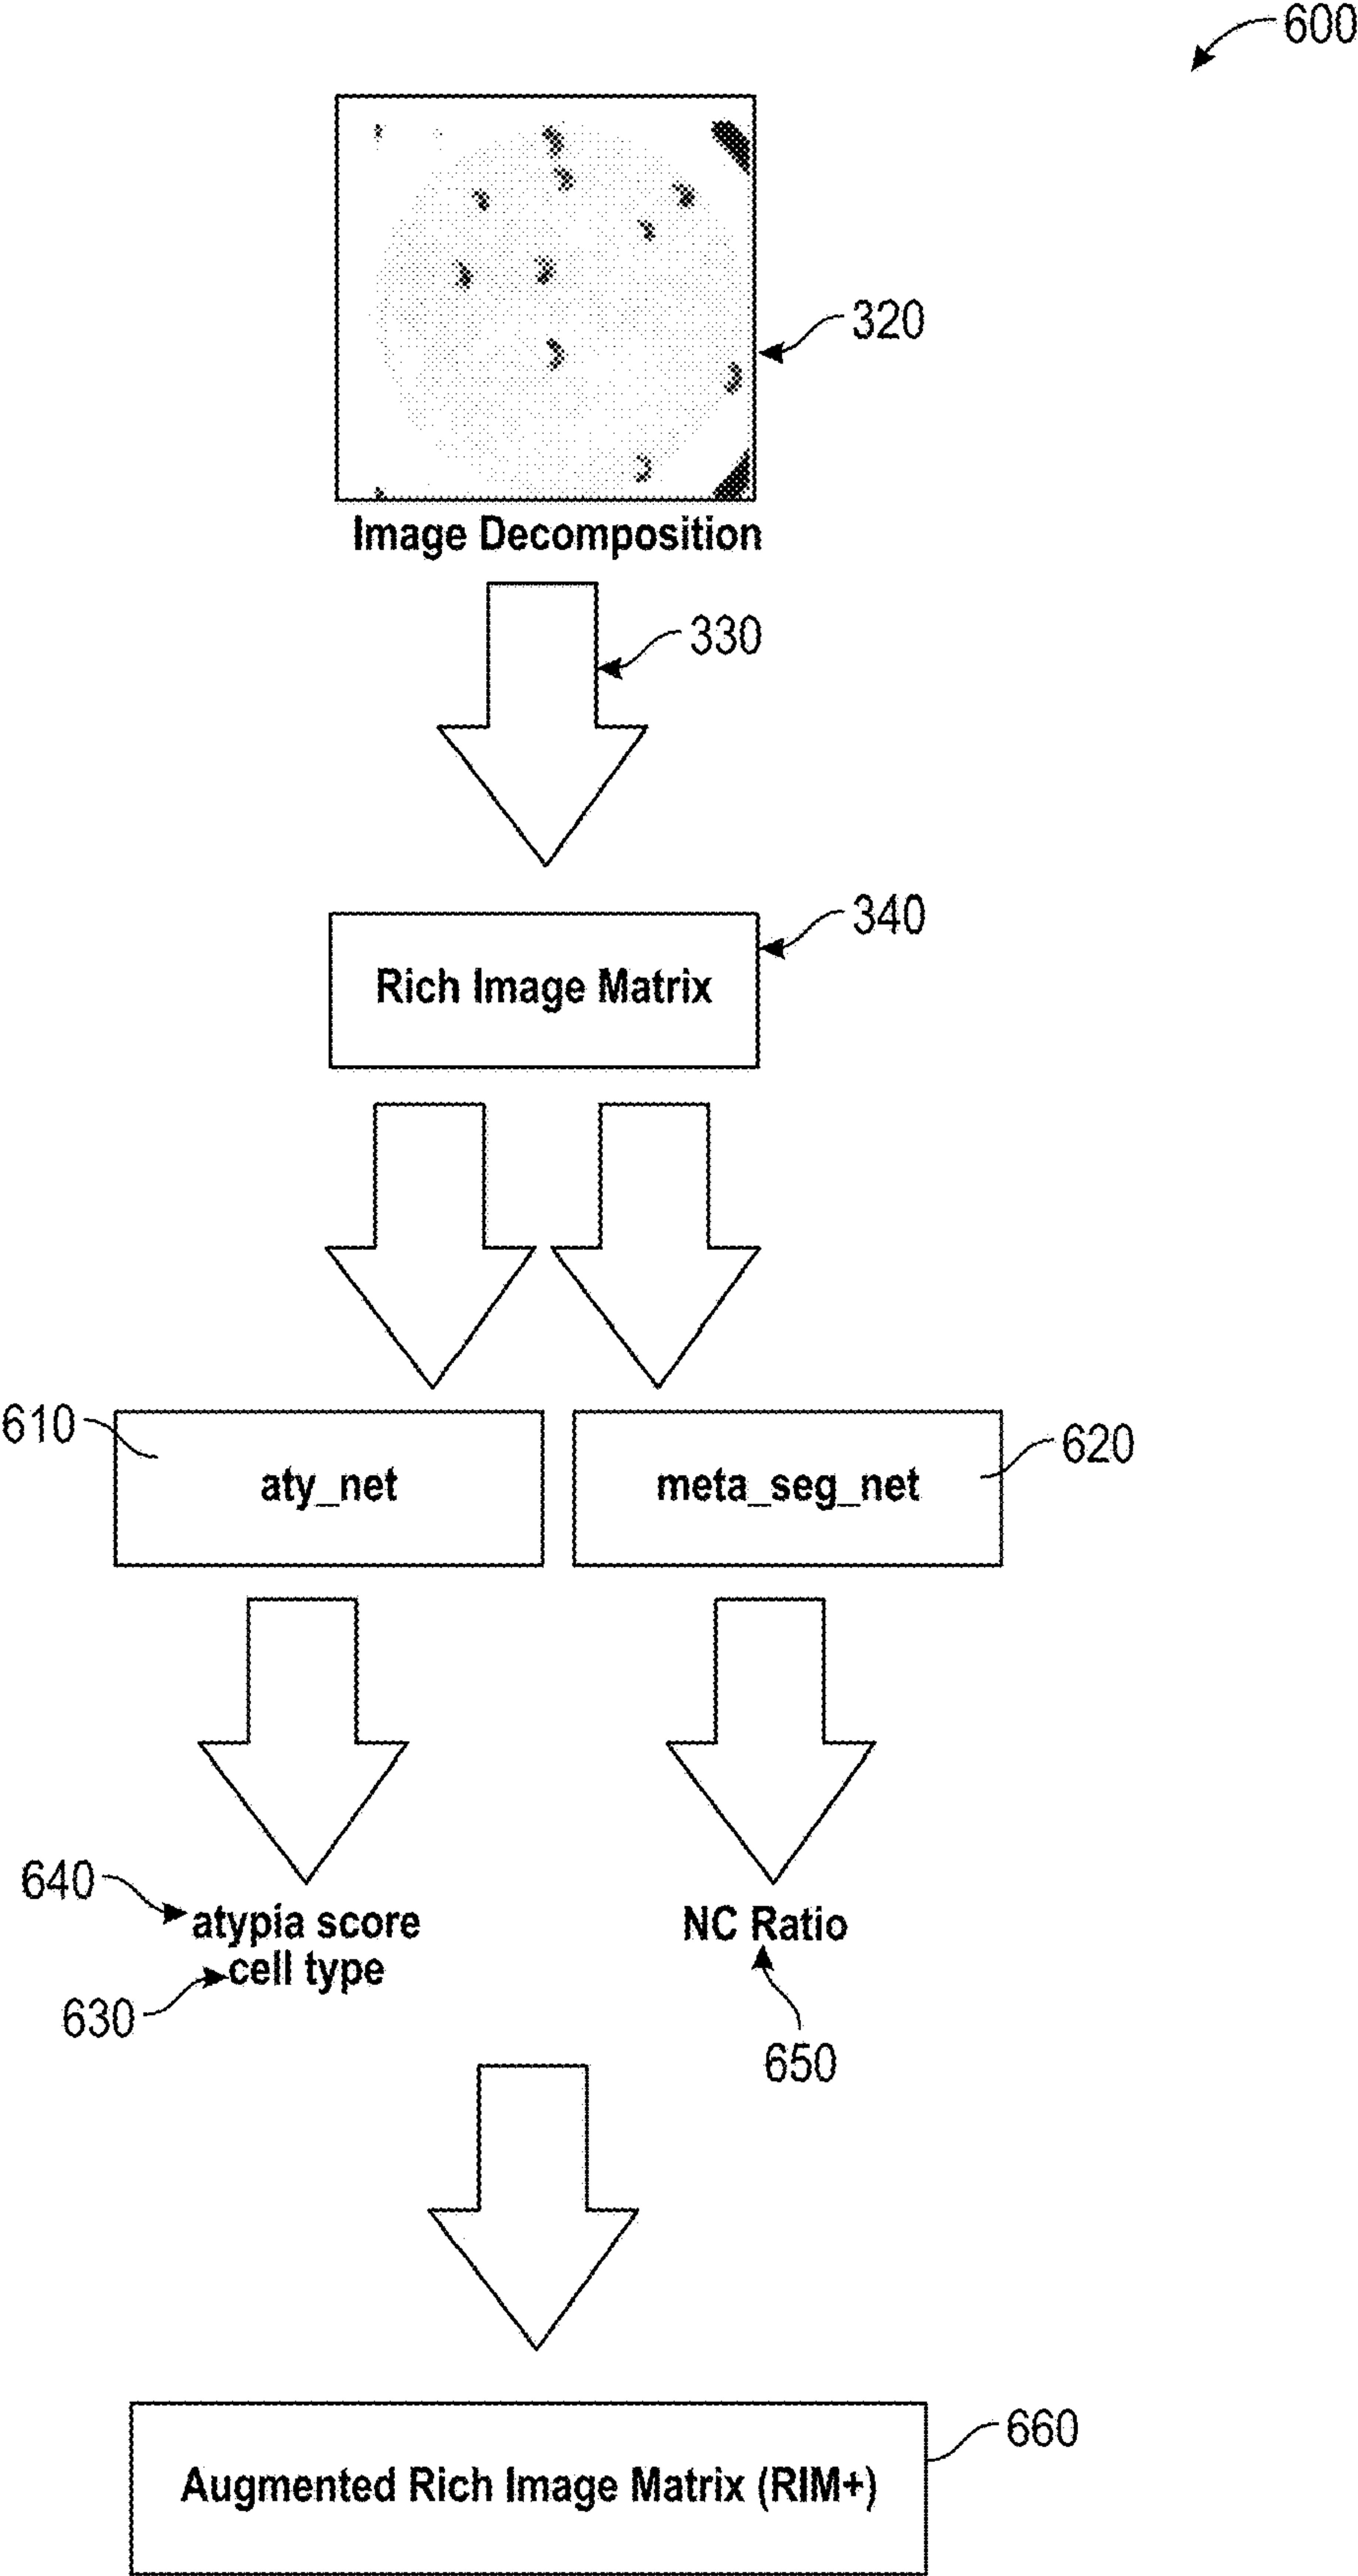 600
320
Image Decomposition
330
340
Rich Image Matrix
610
aty_net
meta_seg_net
620
640
atypia score
cell type
630
NC Ratio
650
660
Augmented Rich Image Matrix (RIM+)